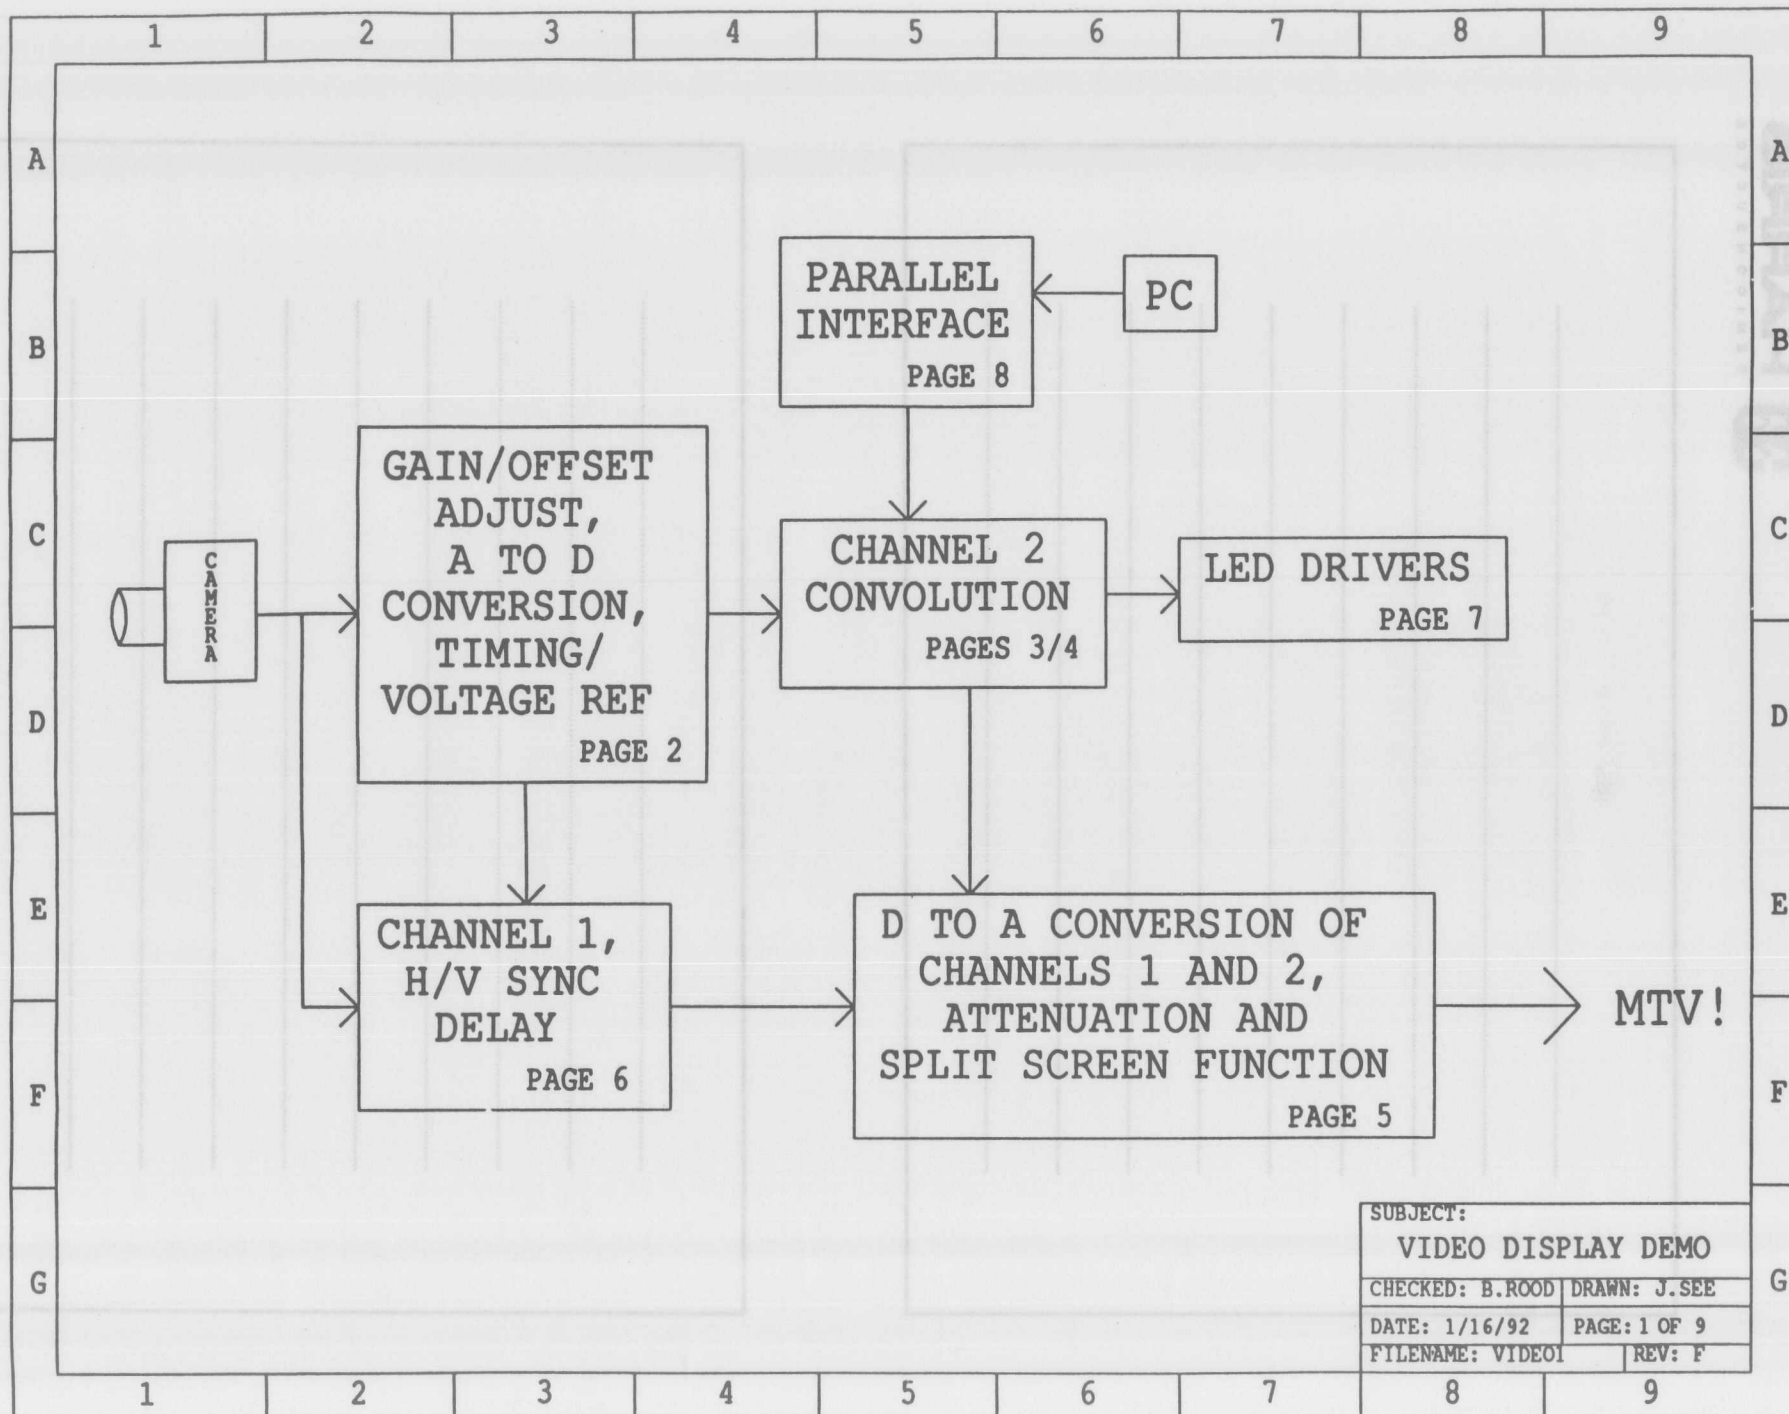 1 2 3 4 5 6 7 8 9
A A
PARALLEL
INTERFACE
PAGE 8
PC
B B
GAIN/OFFSET
ADJUST,
A TO D
CONVERSION,
TIMING/
VOLTAGE REF
PAGE 2
C C
CAMERA
CHANNEL 2
CONVOLUTION
PAGES 3/4
LED DRIVERS
PAGE 7
D D
E E
CHANNEL 1,
H/V SYNC
DELAY
PAGE 6
D TO A CONVERSION OF
CHANNELS 1 AND 2,
ATTENUATION AND
SPLIT SCREEN FUNCTION
PAGE 5
MTV!
F F
SUBJECT:
VIDEO DISPLAY DEMO
G G
CHECKED: B.ROOD DRAWN: J.SEE
DATE: 1/16/92 PAGE: 1 OF 9
FILENAME: VIDEO1 REV: F
1 2 3 4 5 6 7 8 9